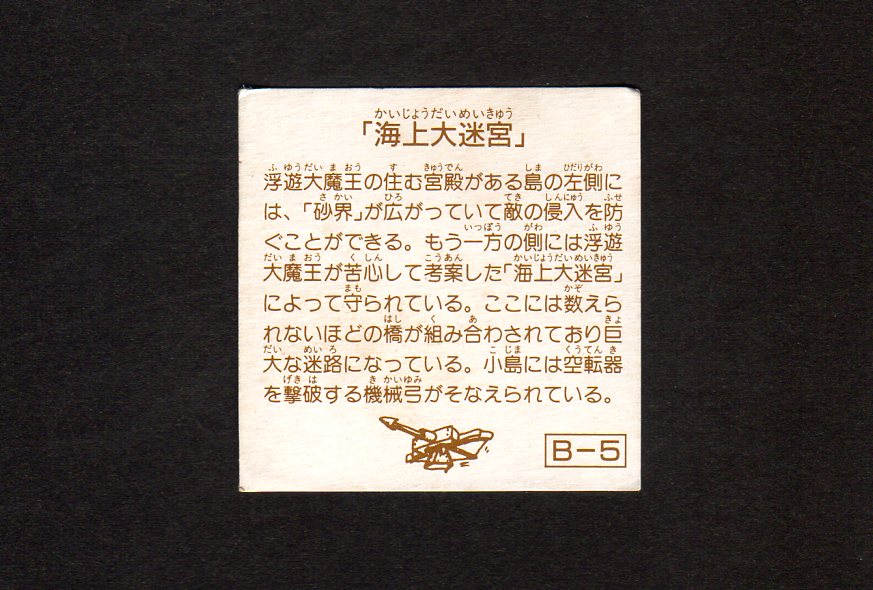 「海上大迷宮」
浮遊大魔王の住む宮殿がある島の左側に
は、「砂界」が広がっていて敵の侵入を防
ぐことができる。もう一方の側には浮遊
大魔王が苦心して考案した「海上大迷宮」
によって守られている。ここには数えら
れないほどの橋が組み合わされており巨
大な迷路になっている。小島には空転器
を撃破する機械弓がそなえられている。
B-5